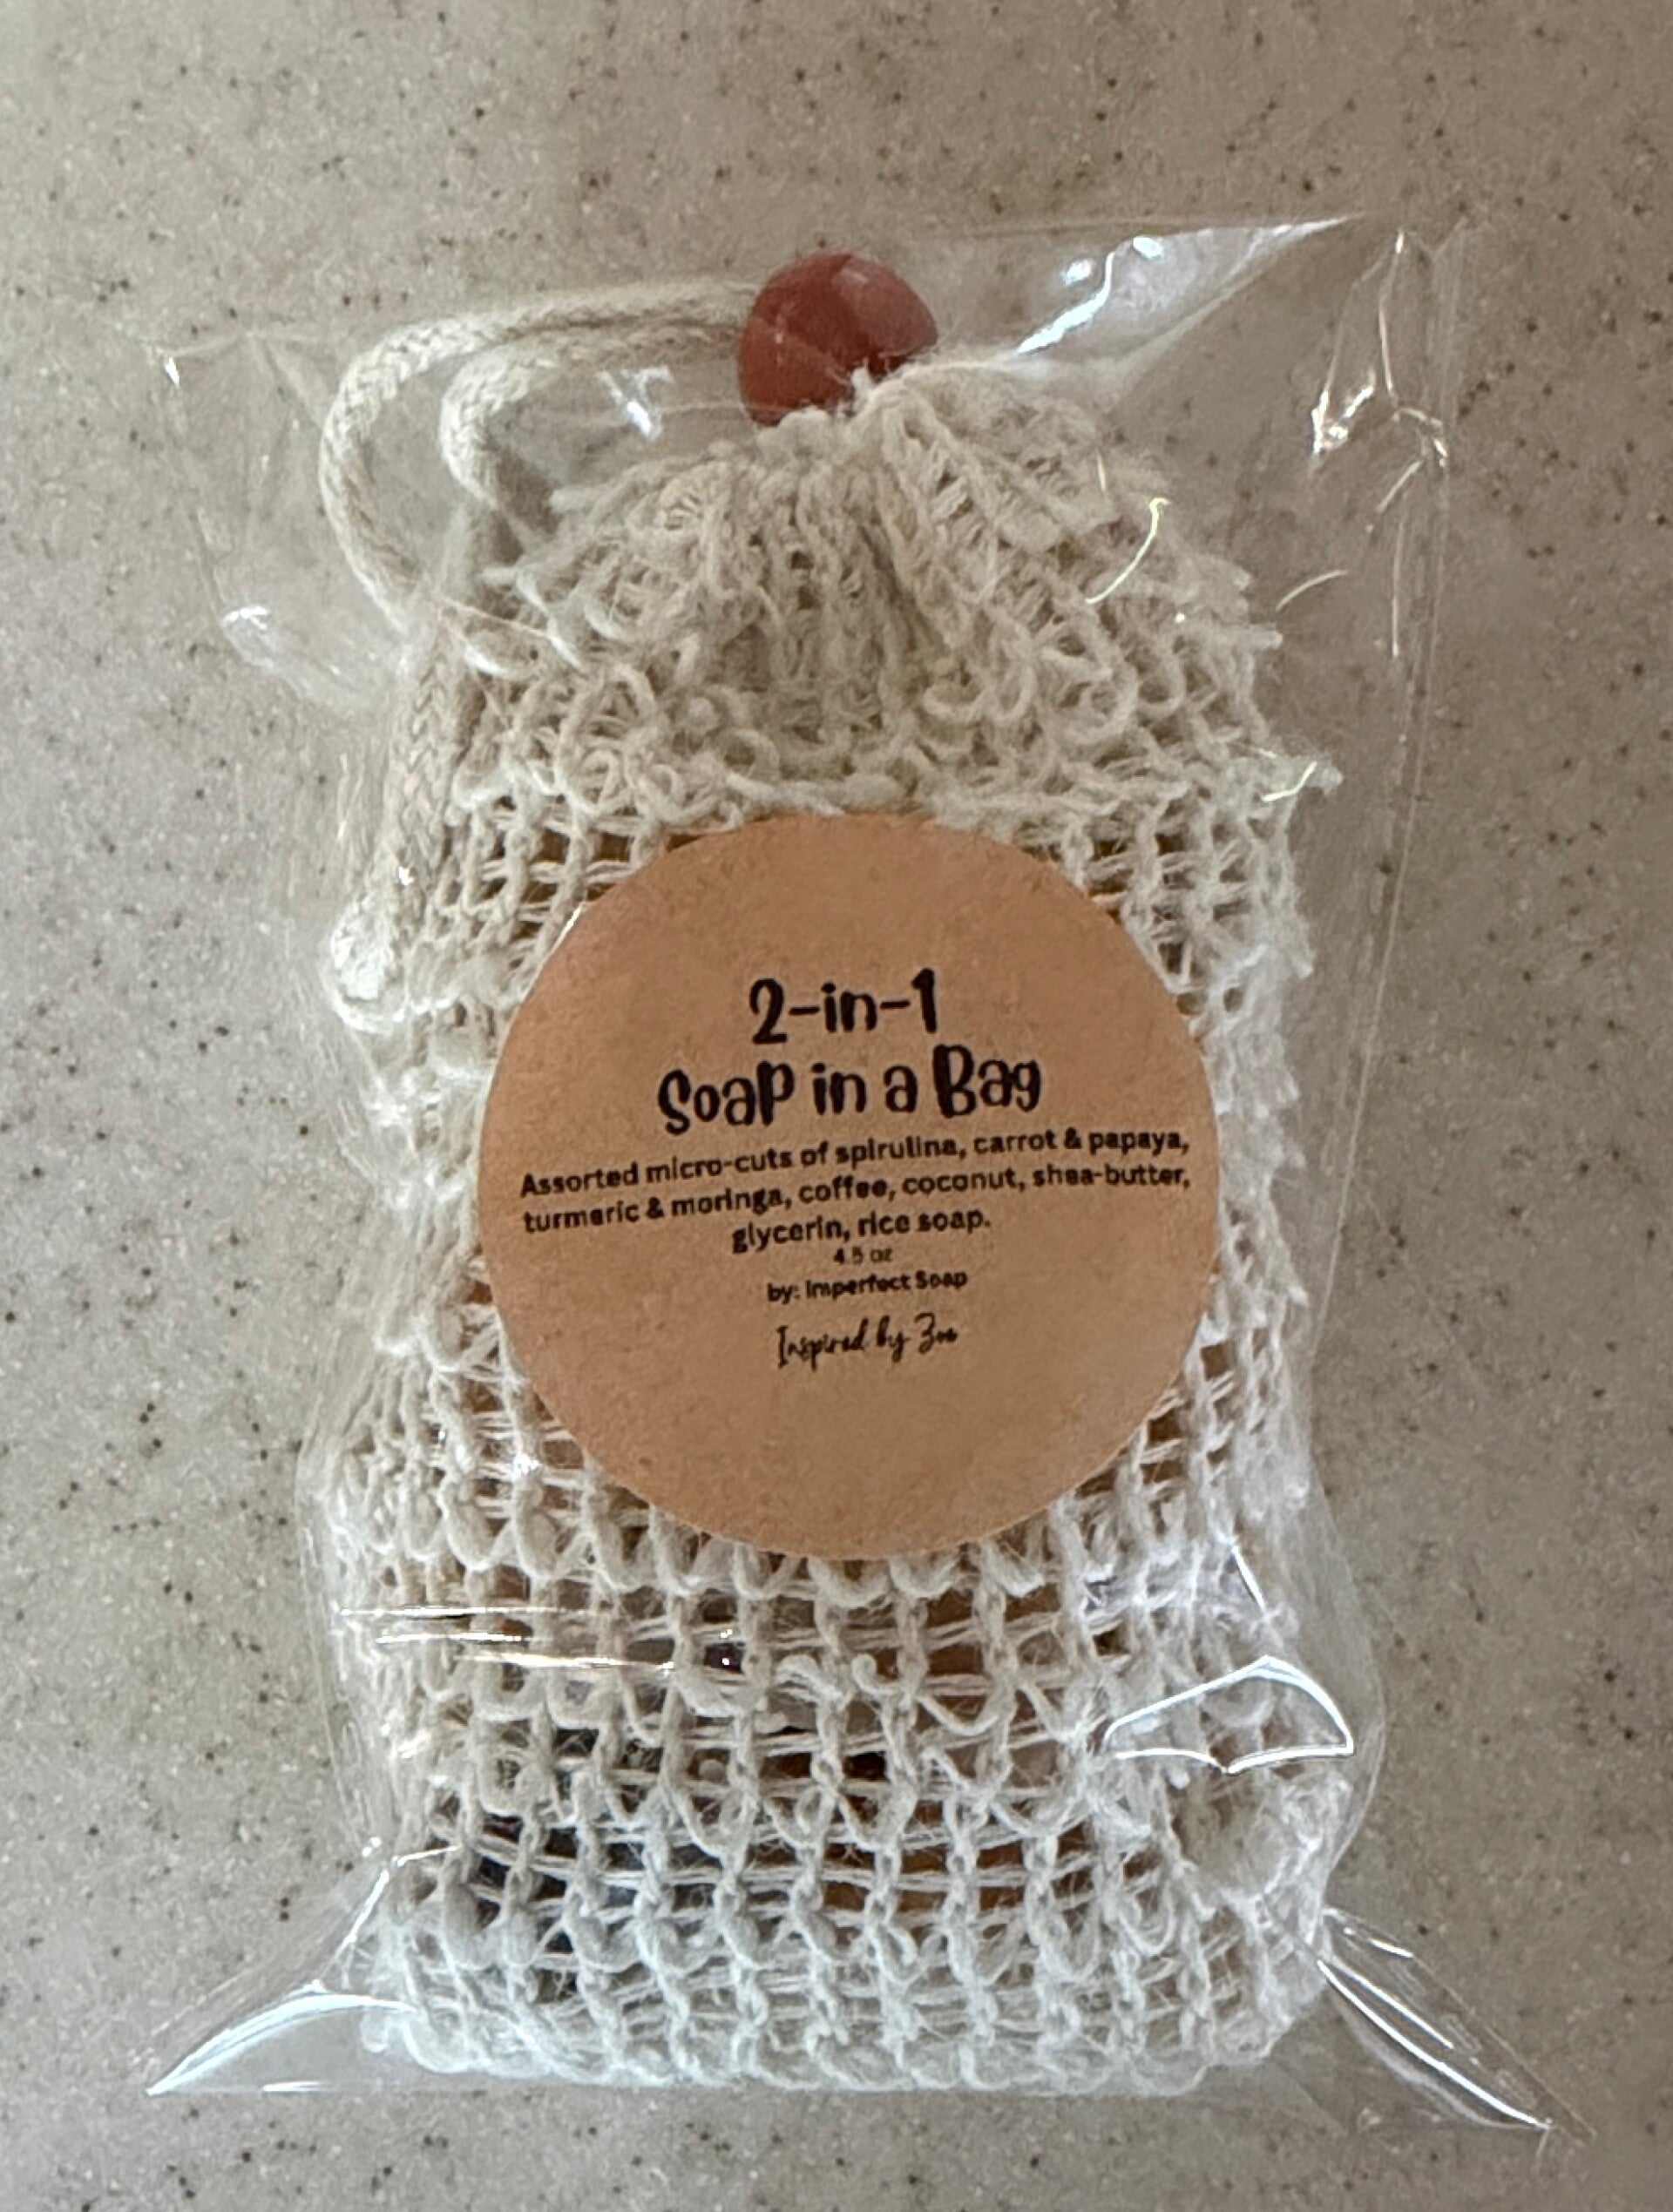 2-in-1
Soap in a Bag
Assorted micro-cuts of spirulina, carrot & papaya,
turmeric & moringa, coffee, coconut, shea-butter,
glycerin, rice soap.
4.5 oz
by: Imperfect Soap
Inspired by Zoe